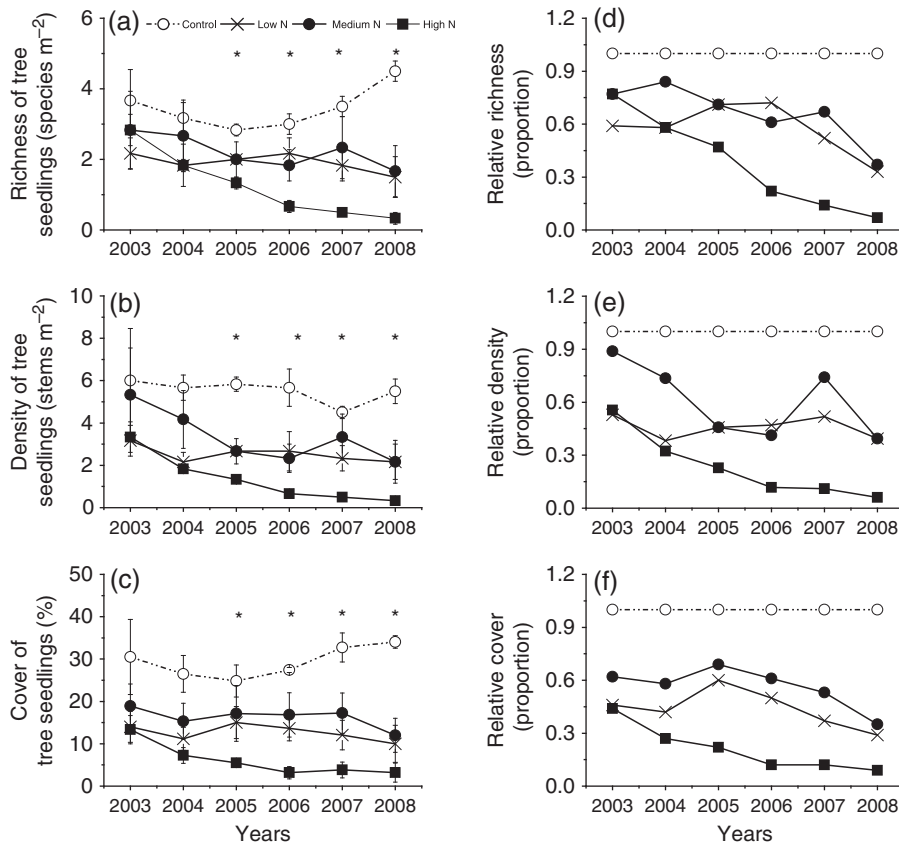 (a)
Control Low N Medium N High N
Richness of tree
seedlings (species m−2)
6
4
2
0
* * * *
2003 2004 2005 2006 2007 2008
(d)
Relative richness
(proportion)
1.2
0.9
0.6
0.3
0.0
2003 2004 2005 2006 2007 2008
(b)
Density of tree
seedlings (stems m−2)
10
8
6
4
2
0
* * * *
2003 2004 2005 2006 2007 2008
(e)
Relative density
(proportion)
1.2
0.9
0.6
0.3
0.0
2003 2004 2005 2006 2007 2008
(c)
Cover of
tree seedlings (%)
50
40
30
20
10
0
* * * *
2003 2004 2005 2006 2007 2008
Years
(f)
Relative cover
(proportion)
1.2
0.9
0.6
0.3
0.0
2003 2004 2005 2006 2007 2008
Years